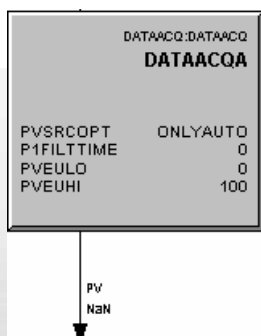 DATAACQ:DATAACQ
DATAACQA
PVSRCOPT ONLYAUTO
P1FILTTIME 0
PVEULO 0
PVEUHI 100
PV
NaN